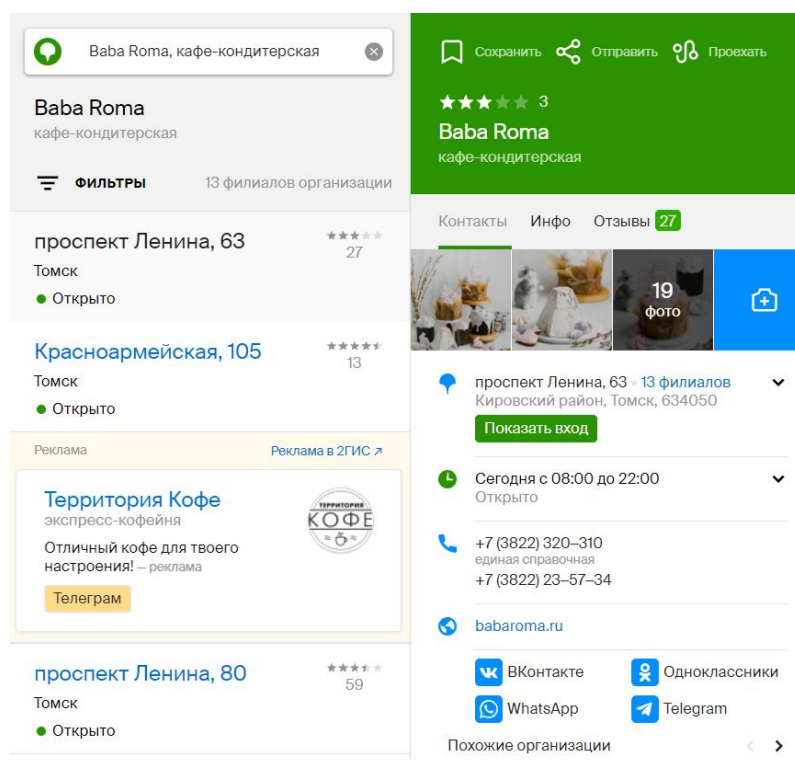 Baba Roma, кафе-кондитерская
Baba Roma
кафе-кондитерская
ФИЛЬТРЫ
13 филиалов организации
проспект Ленина, 63
27
Томск
Открыто
Красноармейская, 105
13
Томск
Открыто
Реклама
Реклама в 2ГИС
Территория Кофе
экспресс-кофейня
Отличный кофе для твоего
настроения! – реклама
Телеграм
ТЕРРИТОРИЯ
КОФЕ
проспект Ленина, 80
59
Томск
Открыто
Сохранить
Отправить
Проехать
3
Baba Roma
кафе-кондитерская
Контакты
Инфо
Отзывы 27
19
фото
проспект Ленина, 63 • 13 филиалов
Кировский район, Томск, 634050
Показать вход
Сегодня с 08:00 до 22:00
Открыто
+7 (3822) 320–310
единая справочная
+7 (3822) 23–57–34
babaroma.ru
ВКонтакте
Одноклассники
WhatsApp
Telegram
Похожие организации